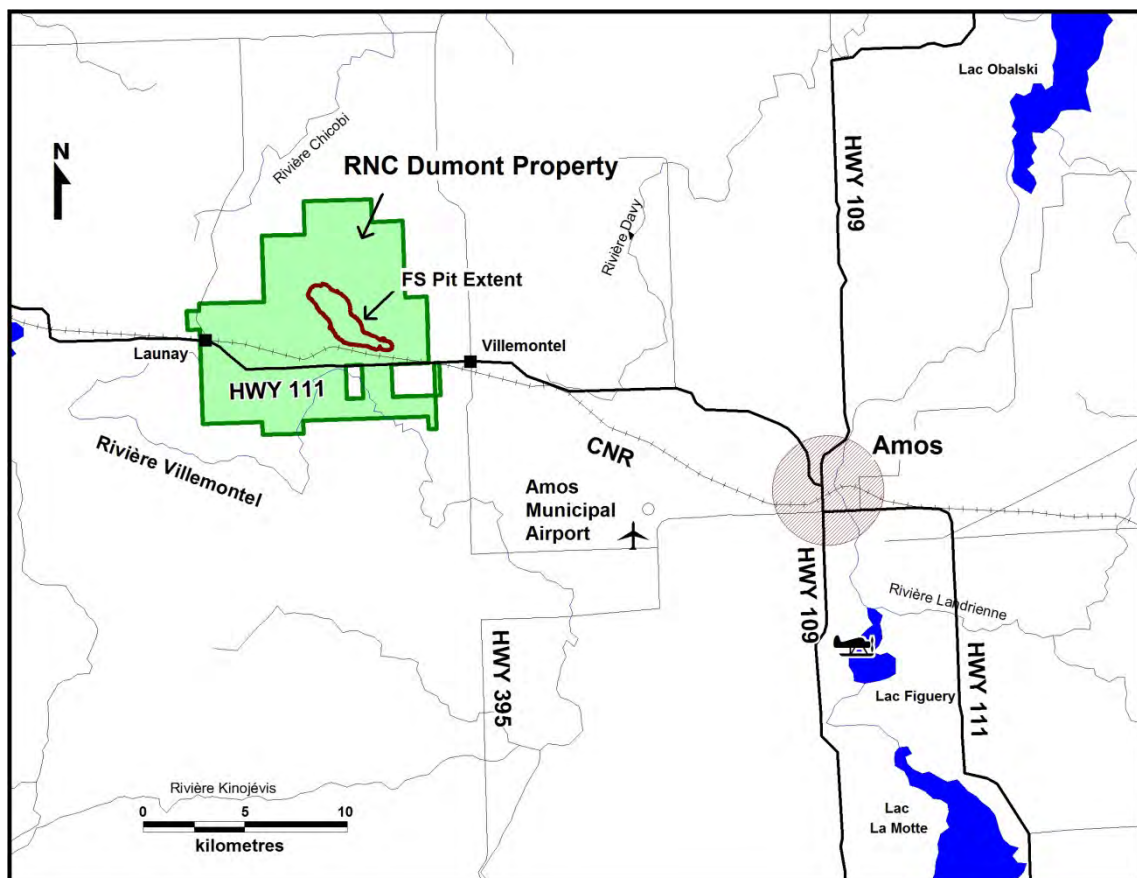 Lac Obalski
N
Rivière Chicobi
HWY 109
RNC Dumont Property
Rivière Davy
FS Pit Extent
Launay
Villemontel
HWY 111
Rivière Villemontel
CNR
Amos
Amos
Municipal
Airport
Rivière Landrienne
HWY 109
HWY 395
HWY 111
Lac Figuery
Rivière Kinojévis
0 5 10
kilometres
Lac
La Motte